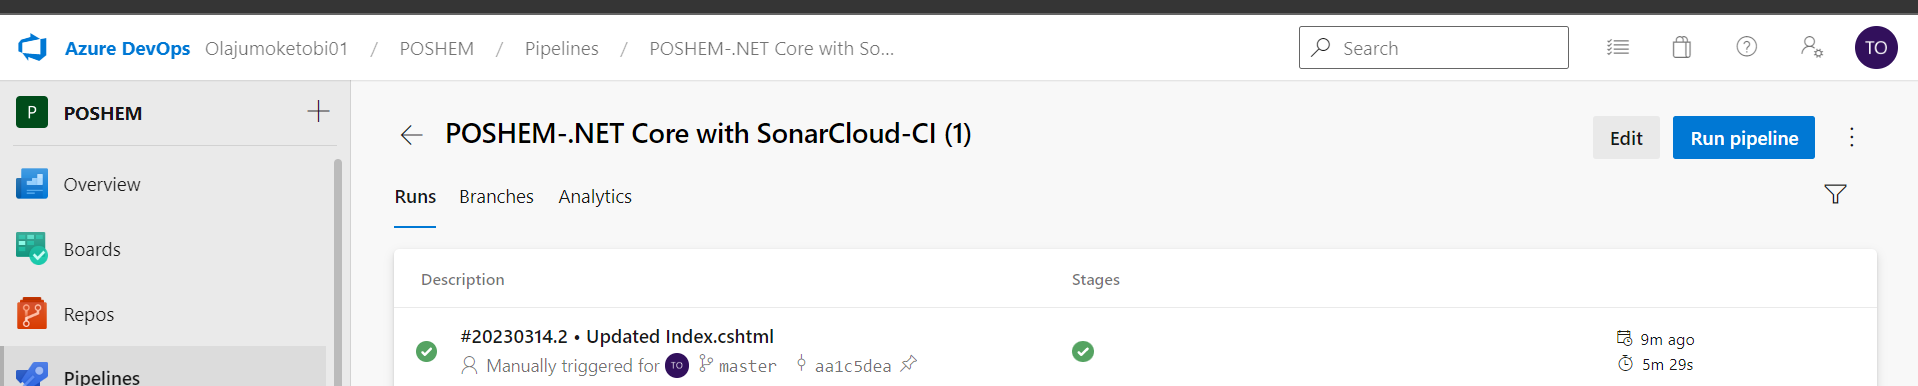 Azure DevOps Olajumoketobi01 / POSHEM / Pipelines / POSHEM-.NET Core with So...
Search
TO
P POSHEM
Overview
Boards
Repos
Pipelines
POSHEM-.NET Core with SonarCloud-CI (1)
Edit
Run pipeline
Runs Branches Analytics
Description Stages
#20230314.2 • Updated Index.cshtml
Manually triggered for TO master aa1c5dea
9m ago
5m 29s